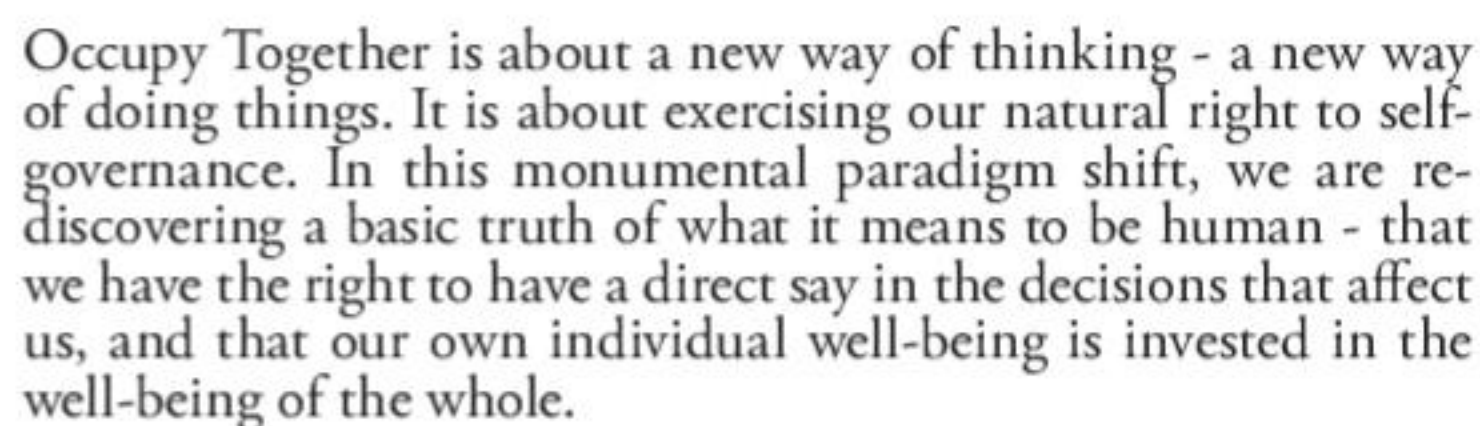 Occupy Together is about a new way of thinking - a new way
of doing things. It is about exercising our natural right to self-
governance. In this monumental paradigm shift, we are re-
discovering a basic truth of what it means to be human - that
we have the right to have a direct say in the decisions that affect
us, and that our own individual well-being is invested in the
well-being of the whole.